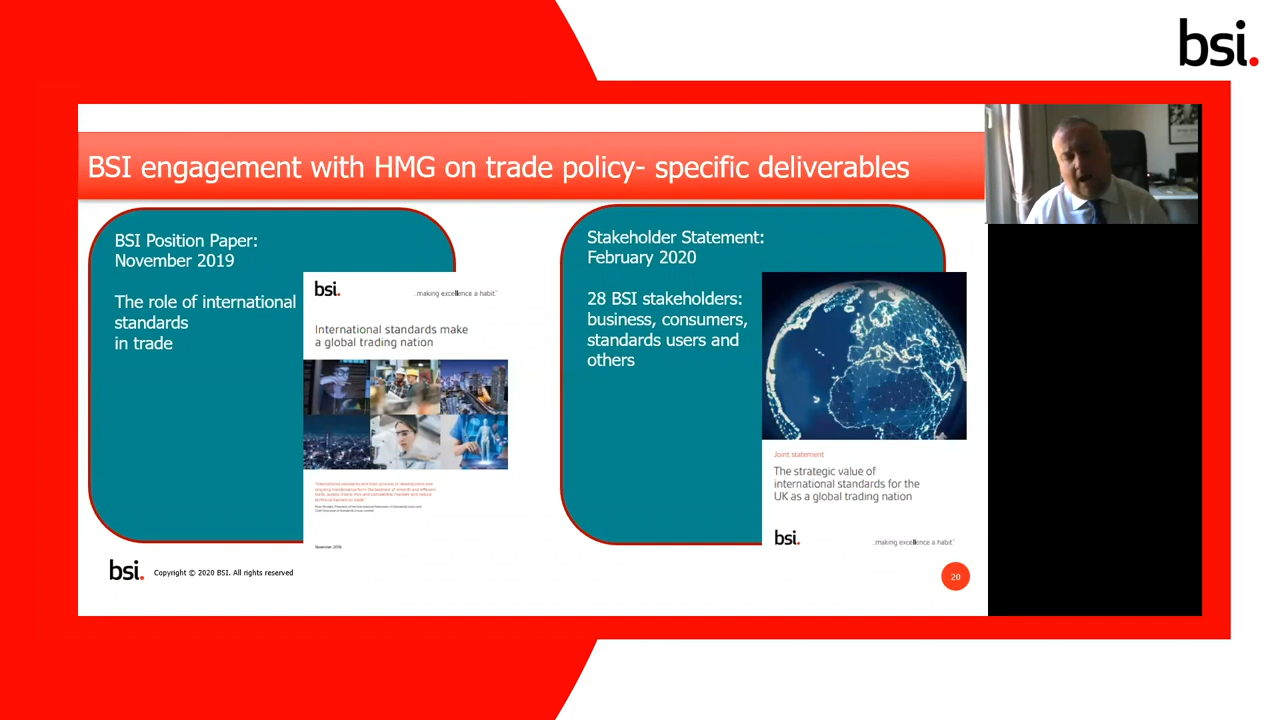 bsi.
BSI engagement with HMG on trade policy- specific deliverables
BSI Position Paper:
November 2019
The role of international
standards
in trade
bsi.
...making excellence a habit.
International standards make
a global trading nation
November 2019
Stakeholder Statement:
February 2020
28 BSI stakeholders:
business, consumers,
standards users and
others
Joint statement
The strategic value of
international standards for the
UK as a global trading nation
bsi.
...making excellence a habit.
bsi.
Copyright © 2020 BSI. All rights reserved
20